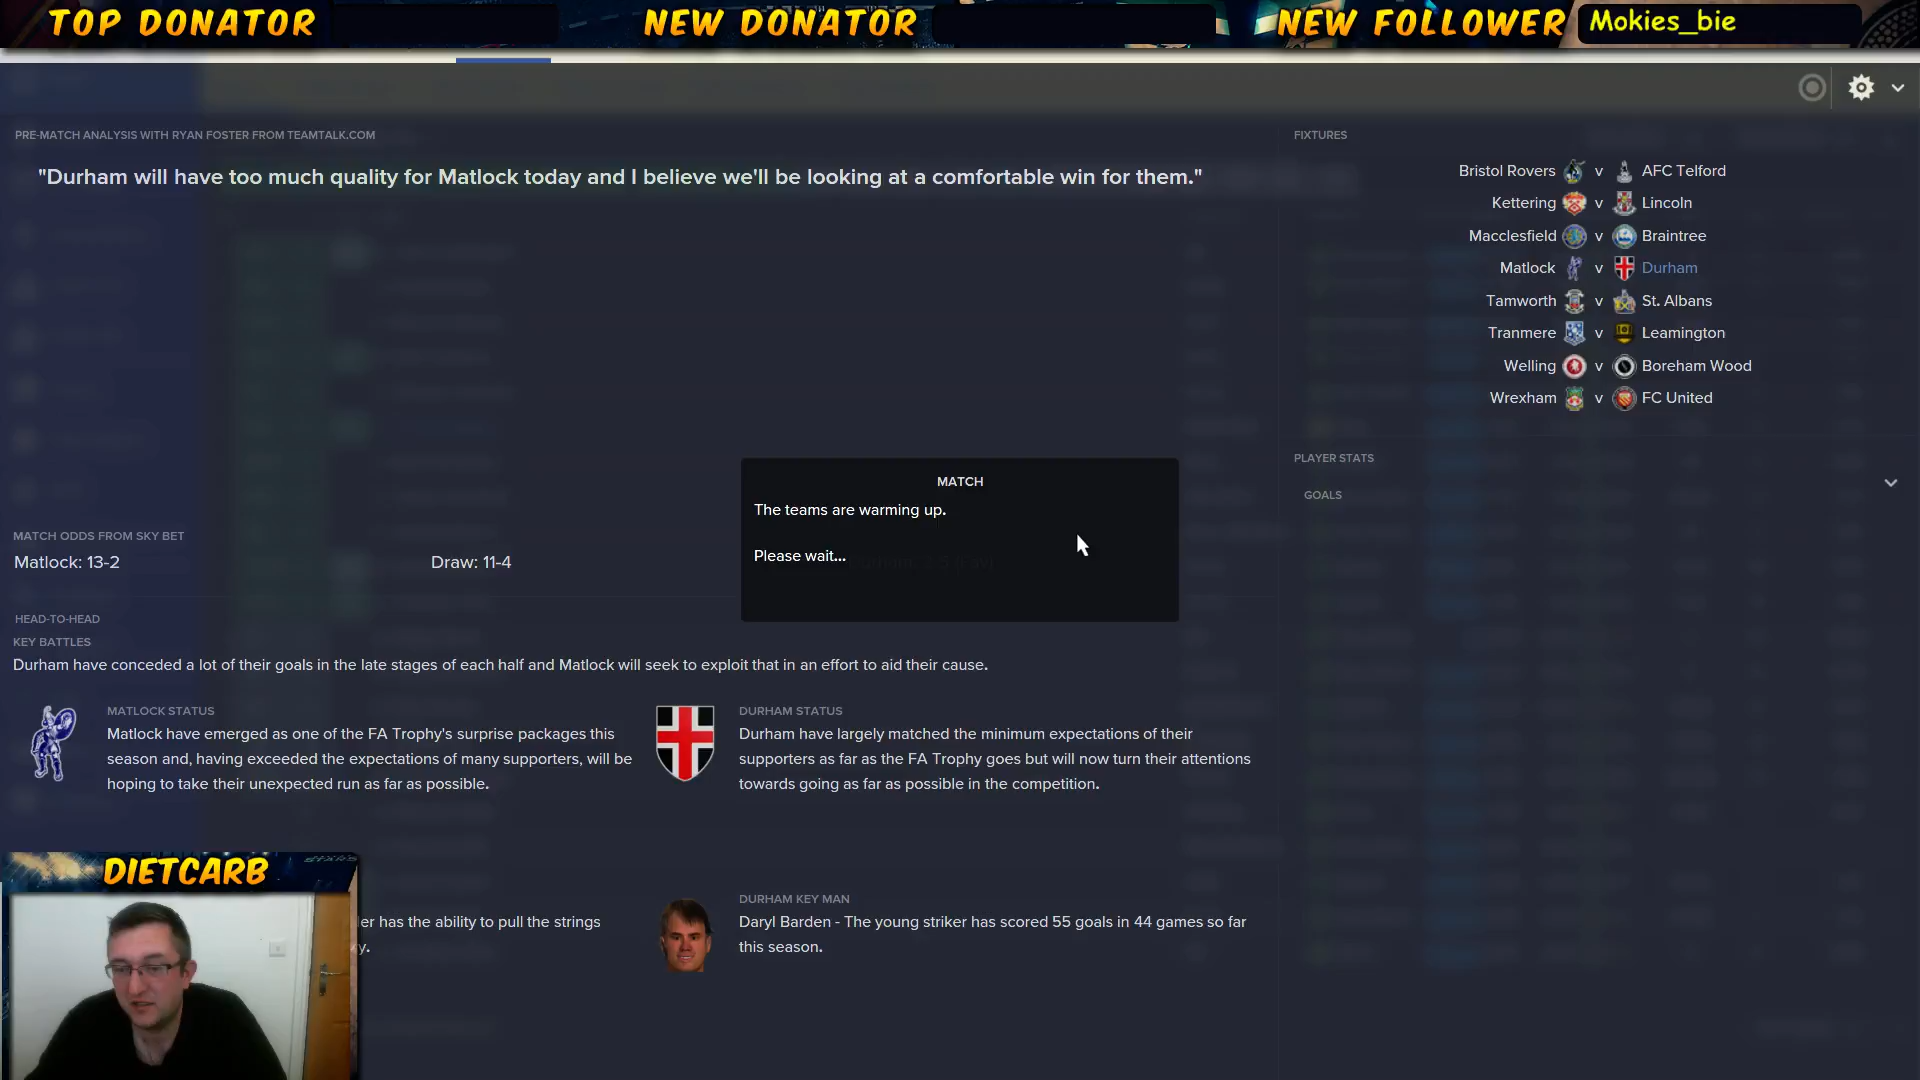 TOP DONATOR
NEW DONATOR
NEW FOLLOWER
Mokies_bie
PRE-MATCH ANALYSIS WITH RYAN FOSTER FROM TEAMTALK.COM
"Durham will have too much quality for Matlock today and I believe we'll be looking at a comfortable win for them."
FIXTURES
Bristol Rovers v AFC Telford
Kettering v Lincoln
Macclesfield v Braintree
Matlock v Durham
Tamworth v St. Albans
Tranmere v Leamington
Welling v Boreham Wood
Wrexham v FC United
PLAYER STATS
GOALS
MATCH
The teams are warming up.
Please wait...
MATCH ODDS FROM SKY BET
Matlock: 13-2
Draw: 11-4
HEAD-TO-HEAD
KEY BATTLES
Durham have conceded a lot of their goals in the late stages of each half and Matlock will seek to exploit that in an effort to aid their cause.
MATLOCK STATUS
Matlock have emerged as one of the FA Trophy's surprise packages this
season and, having exceeded the expectations of many supporters, will be
hoping to take their unexpected run as far as possible.
DURHAM STATUS
Durham have largely matched the minimum expectations of their
supporters as far as the FA Trophy goes but will now turn their attentions
towards going as far as possible in the competition.
DIETCARB
has the ability to pull the strings
DURHAM KEY MAN
Daryl Barden - The young striker has scored 55 goals in 44 games so far
this season.